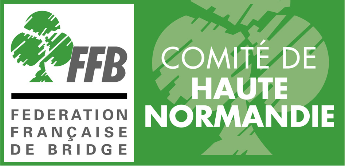 FFB
FEDERATION
FRANÇAISE
DE BRIDGE
COMITÉ DE
HAUTE
NORMANDIE